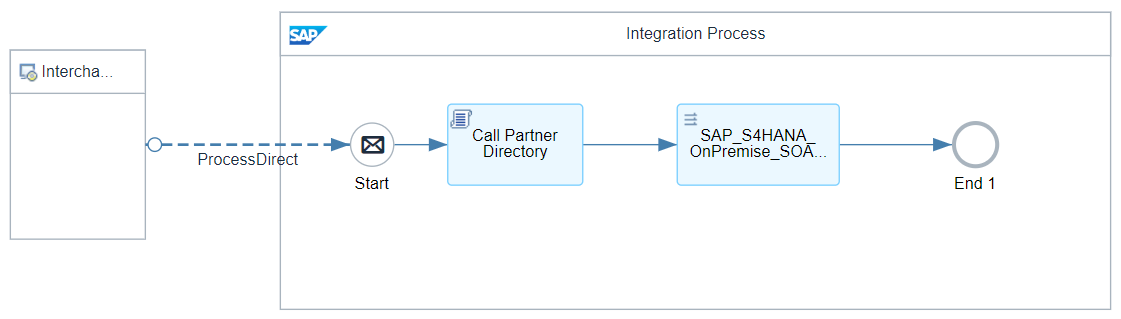 SAP
Integration Process
Intercha...
ProcessDirect
Start
Call Partner
Directory
SAP_S4HANA_
OnPremise_SOA...
End 1